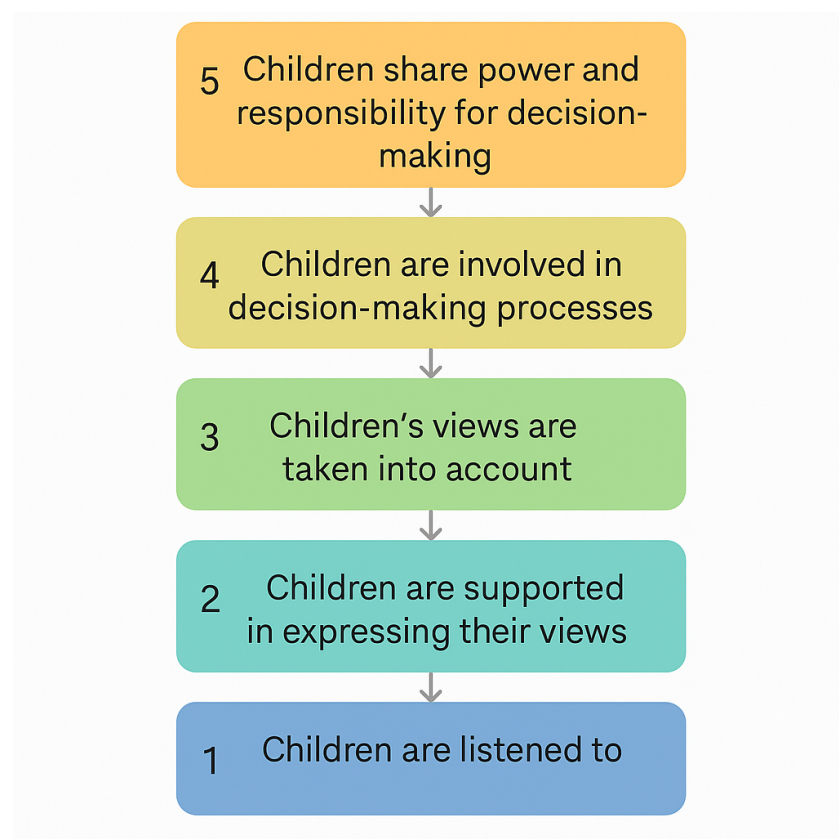 5 Children share power and
responsibility for decision-
making
4 Children are involved in
decision-making processes
3 Children’s views are
taken into account
2 Children are supported
in expressing their views
1 Children are listened to